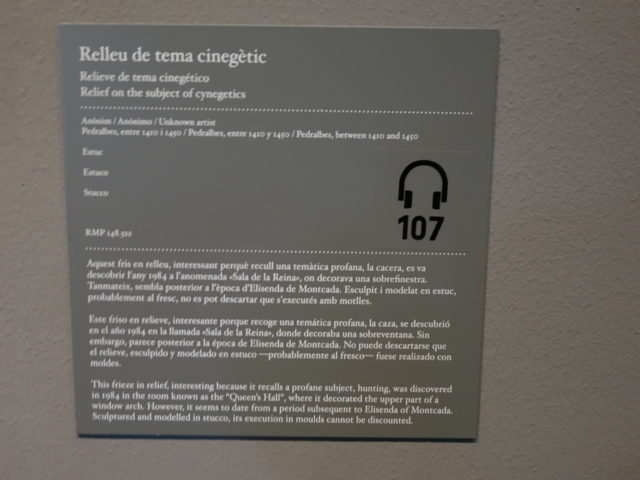 Relleu de tema cinegètic
Relieve de tema cinegético
Relief on the subject of cynegetics
Anònim / Anónimo / Unknown artist
Pedralbes, entre 1410 i 1450 / Pedralbes, entre 1410 y 1450 / Pedralbes, between 1410 and 1450
Estuc
Estuco
Stucco
107
RMP 148.522
Aquest fris en relleu, interessant perquè recull una temàtica profana, la cacera, es va
descobrir l'any 1984 a l'anomenada «Sala de la Reina», on decorava una sobrefinestra.
Tanmateix, sembla posterior a l'època d'Elisenda de Montcada. Esculpit i modelat en estuc,
probablement al fresc, no es pot descartar que s'executés amb motlles.
Este friso en relieve, interesante porque recoge una temática profana, la caza, se descubrió
en el año 1984 en la llamada «Sala de la Reina», donde decoraba una sobreventana. Sin
embargo, parece posterior a la época de Elisenda de Montcada. No puede descartarse que
el relieve, esculpido y modelado en estuco —probablemente al fresco— fuese realizado con
moldes.
This frieze in relief, interesting because it recalls a profane subject, hunting, was discovered
in 1984 in the room known as the "Queen's Hall", where it decorated the upper part of a
window arch. However, it seems to date from a period subsequent to Elisenda of Montcada.
Sculptured and modelled in stucco, its execution in moulds cannot be discounted.